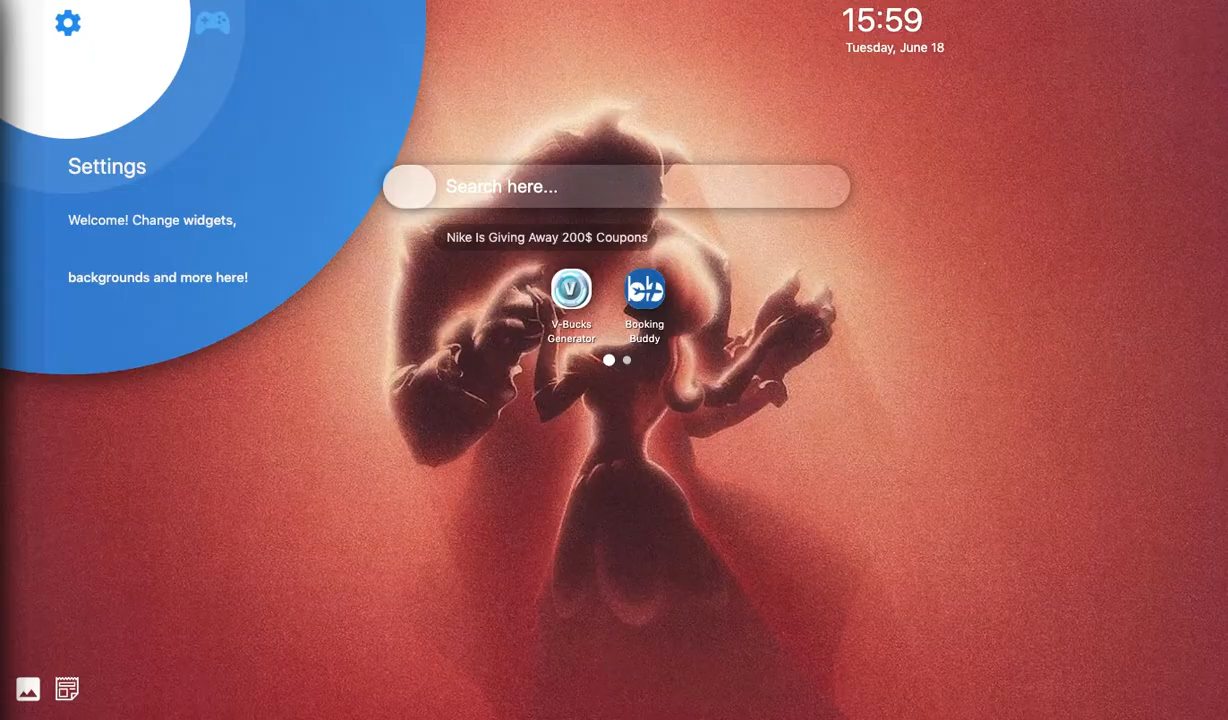 15:59
Tuesday, June 18
Settings
Welcome! Change widgets,
backgrounds and more here!
Search here...
Nike Is Giving Away 200$ Coupons
V-Bucks
Generator
Booking
Buddy